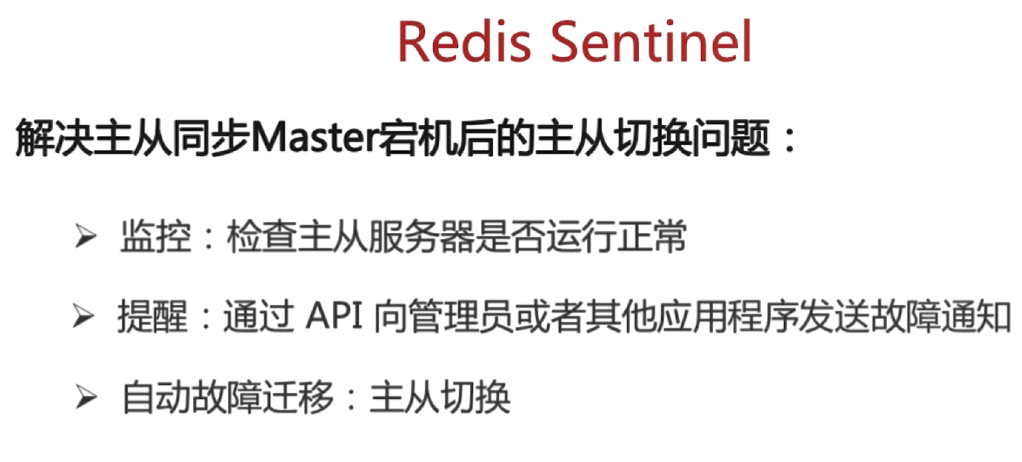 Redis Sentinel
解决主从同步Master宕机后的主从切换问题：
➢ 监控：检查主从服务器是否运行正常
➢ 提醒：通过 API 向管理员或者其他应用程序发送故障通知
➢ 自动故障迁移：主从切换